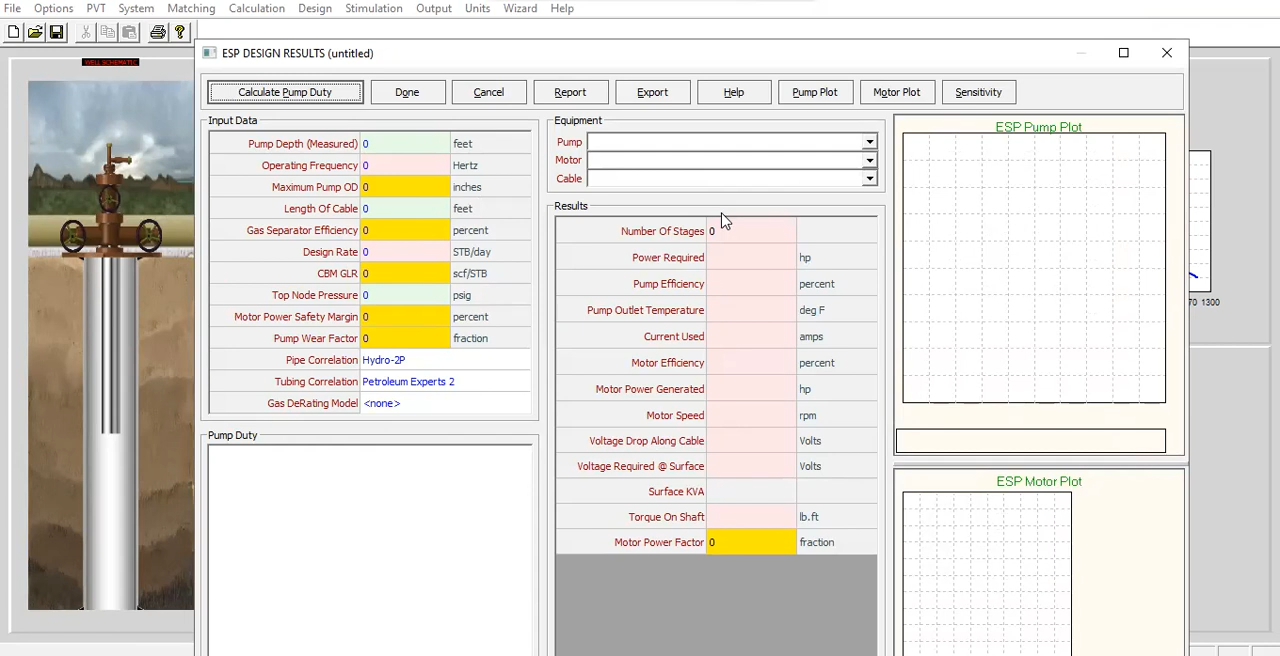 File Options PVT System Matching Calculation Design Stimulation Output Units Wizard Help
WELL SCHEMATIC
ESP DESIGN RESULTS (untitled)
Calculate Pump Duty Done Cancel Report Export Help Pump Plot Motor Plot Sensitivity
Input Data
Pump Depth (Measured) 0 feet
Operating Frequency 0 Hertz
Maximum Pump OD 0 inches
Length Of Cable 0 feet
Gas Separator Efficiency 0 percent
Design Rate 0 STB/day
CBM GLR 0 scf/STB
Top Node Pressure 0 psig
Motor Power Safety Margin 0 percent
Pump Wear Factor 0 fraction
Pipe Correlation Hydro-2P
Tubing Correlation Petroleum Experts 2
Gas DeRating Model <none>
Pump Duty
Equipment
Pump
Motor
Cable
Results
Number Of Stages 0
Power Required hp
Pump Efficiency percent
Pump Outlet Temperature deg F
Current Used amps
Motor Efficiency percent
Motor Power Generated hp
Motor Speed rpm
Voltage Drop Along Cable Volts
Voltage Required @ Surface Volts
Surface KVA
Torque On Shaft lb.ft
Motor Power Factor 0 fraction
ESP Pump Plot
ESP Motor Plot
70 1300